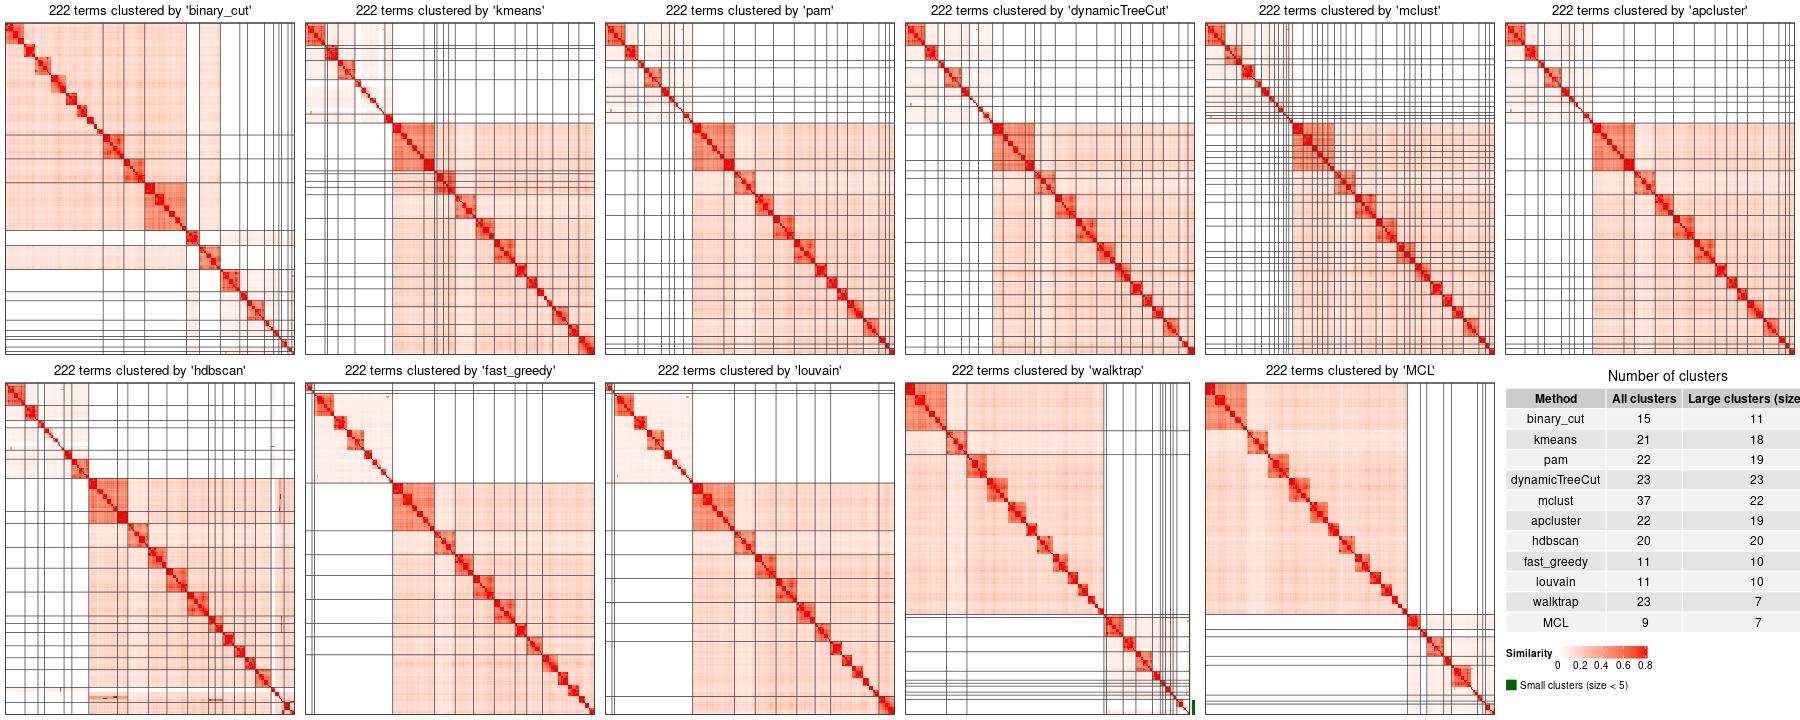 222 terms clustered by 'binary_cut'
222 terms clustered by 'kmeans'
222 terms clustered by 'pam'
222 terms clustered by 'dynamicTreeCut'
222 terms clustered by 'mclust'
222 terms clustered by 'apcluster'
222 terms clustered by 'hdbscan'
222 terms clustered by 'fast_greedy'
222 terms clustered by 'louvain'
222 terms clustered by 'walktrap'
222 terms clustered by 'MCL'
Number of clusters
Method All clusters Large clusters (size
binary_cut 15 11
kmeans 21 18
pam 22 19
dynamicTreeCut 23 23
mclust 37 22
apcluster 22 19
hdbscan 20 20
fast_greedy 11 10
louvain 11 10
walktrap 23 7
MCL 9 7
Similarity
0 0.2 0.4 0.6 0.8
Small clusters (size < 5)